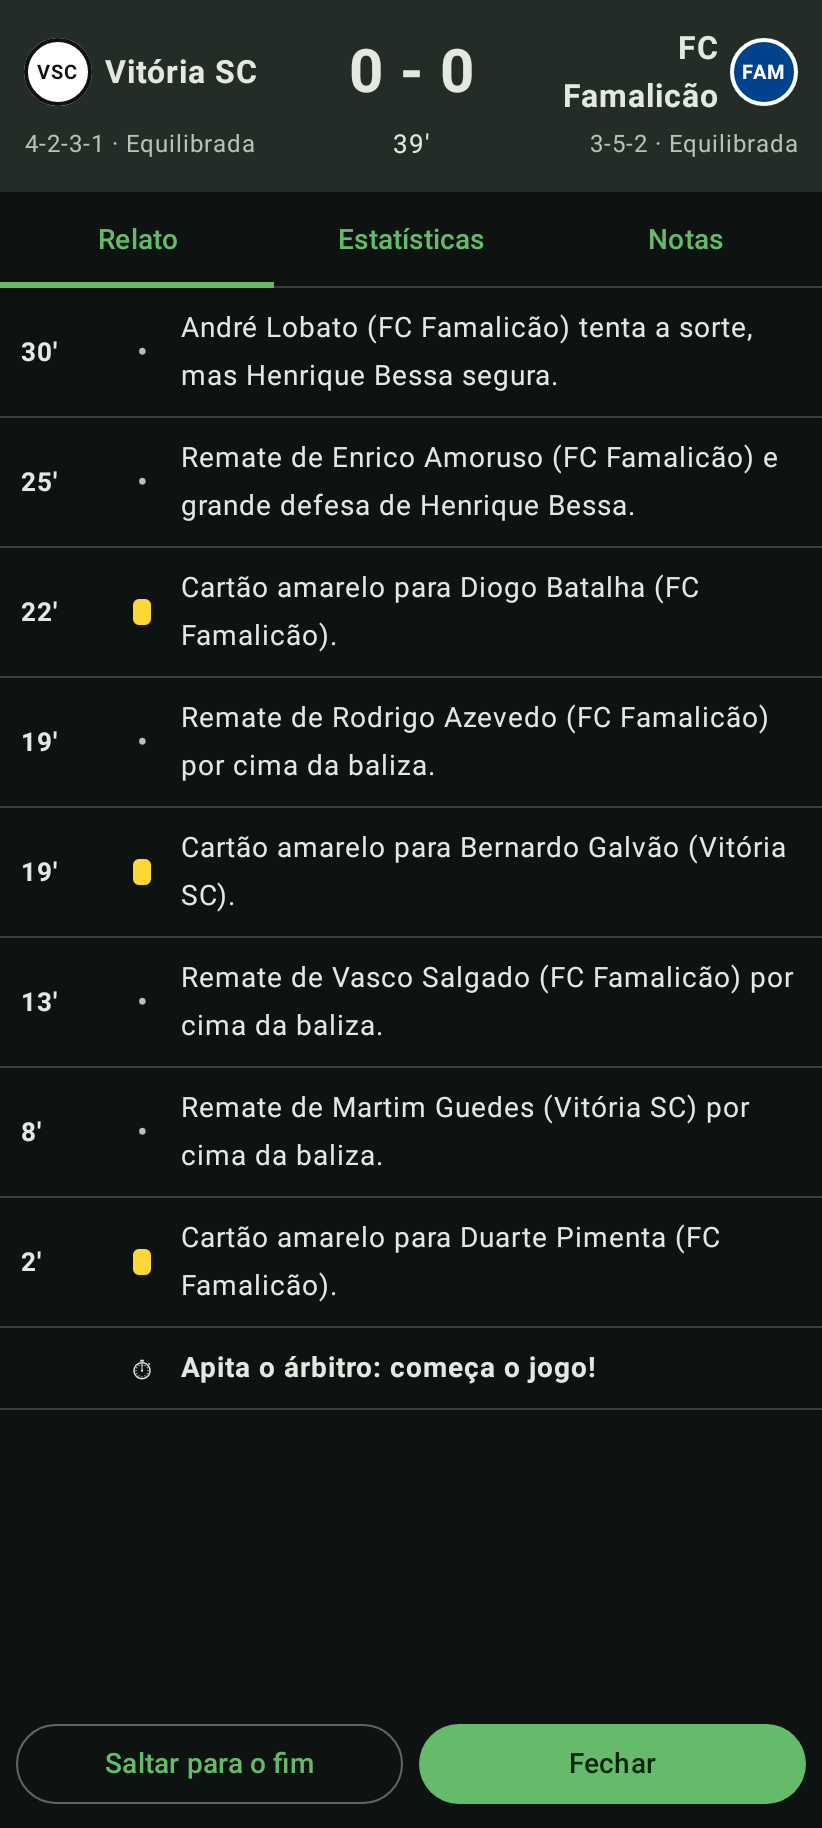 VSC Vitória SC
0 - 0
FC
Famalicão
FAM
4-2-3-1 · Equilibrada
39'
3-5-2 · Equilibrada
Relato
Estatísticas
Notas
30'
André Lobato (FC Famalicão) tenta a sorte,
mas Henrique Bessa segura.
25'
Remate de Enrico Amoruso (FC Famalicão) e
grande defesa de Henrique Bessa.
22'
Cartão amarelo para Diogo Batalha (FC
Famalicão).
19'
Remate de Rodrigo Azevedo (FC Famalicão)
por cima da baliza.
19'
Cartão amarelo para Bernardo Galvão (Vitória
SC).
13'
Remate de Vasco Salgado (FC Famalicão) por
cima da baliza.
8'
Remate de Martim Guedes (Vitória SC) por
cima da baliza.
2'
Cartão amarelo para Duarte Pimenta (FC
Famalicão).
Apita o árbitro: começa o jogo!
Saltar para o fim
Fechar